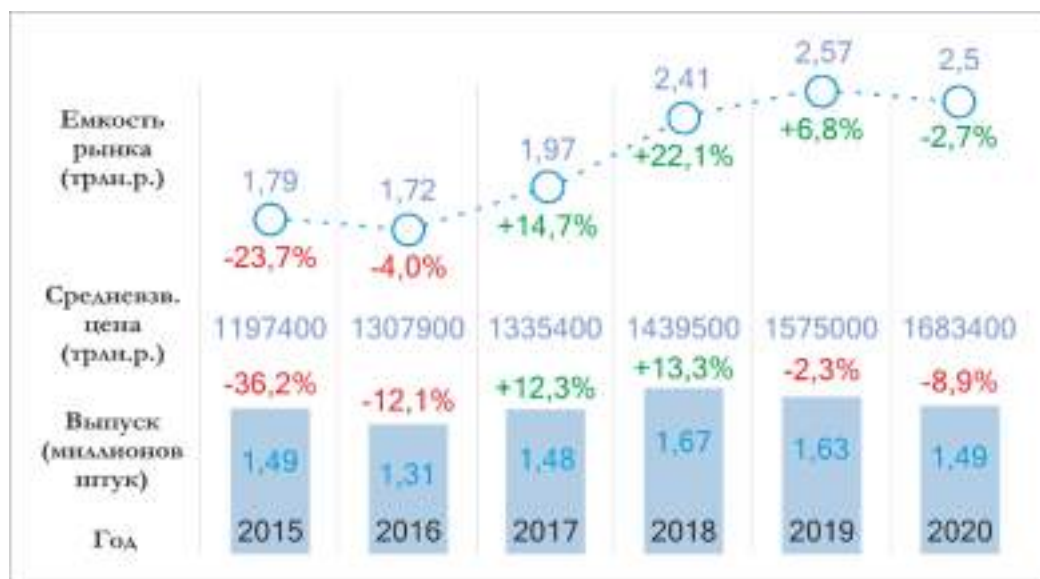 Емкость
рынка
(трлн.р.)
1,79 1,72 1,97 2,41 2,57 2,5
-23,7% -4,0% +14,7% +22,1% +6,8% -2,7%
Средневзв.
цена
(трлн.р.)
1197400 1307900 1335400 1439500 1575000 1683400
-36,2% -12,1% +12,3% +13,3% -2,3% -8,9%
Выпуск
(миллионов
штук)
1,49 1,31 1,48 1,67 1,63 1,49
Год
2015 2016 2017 2018 2019 2020